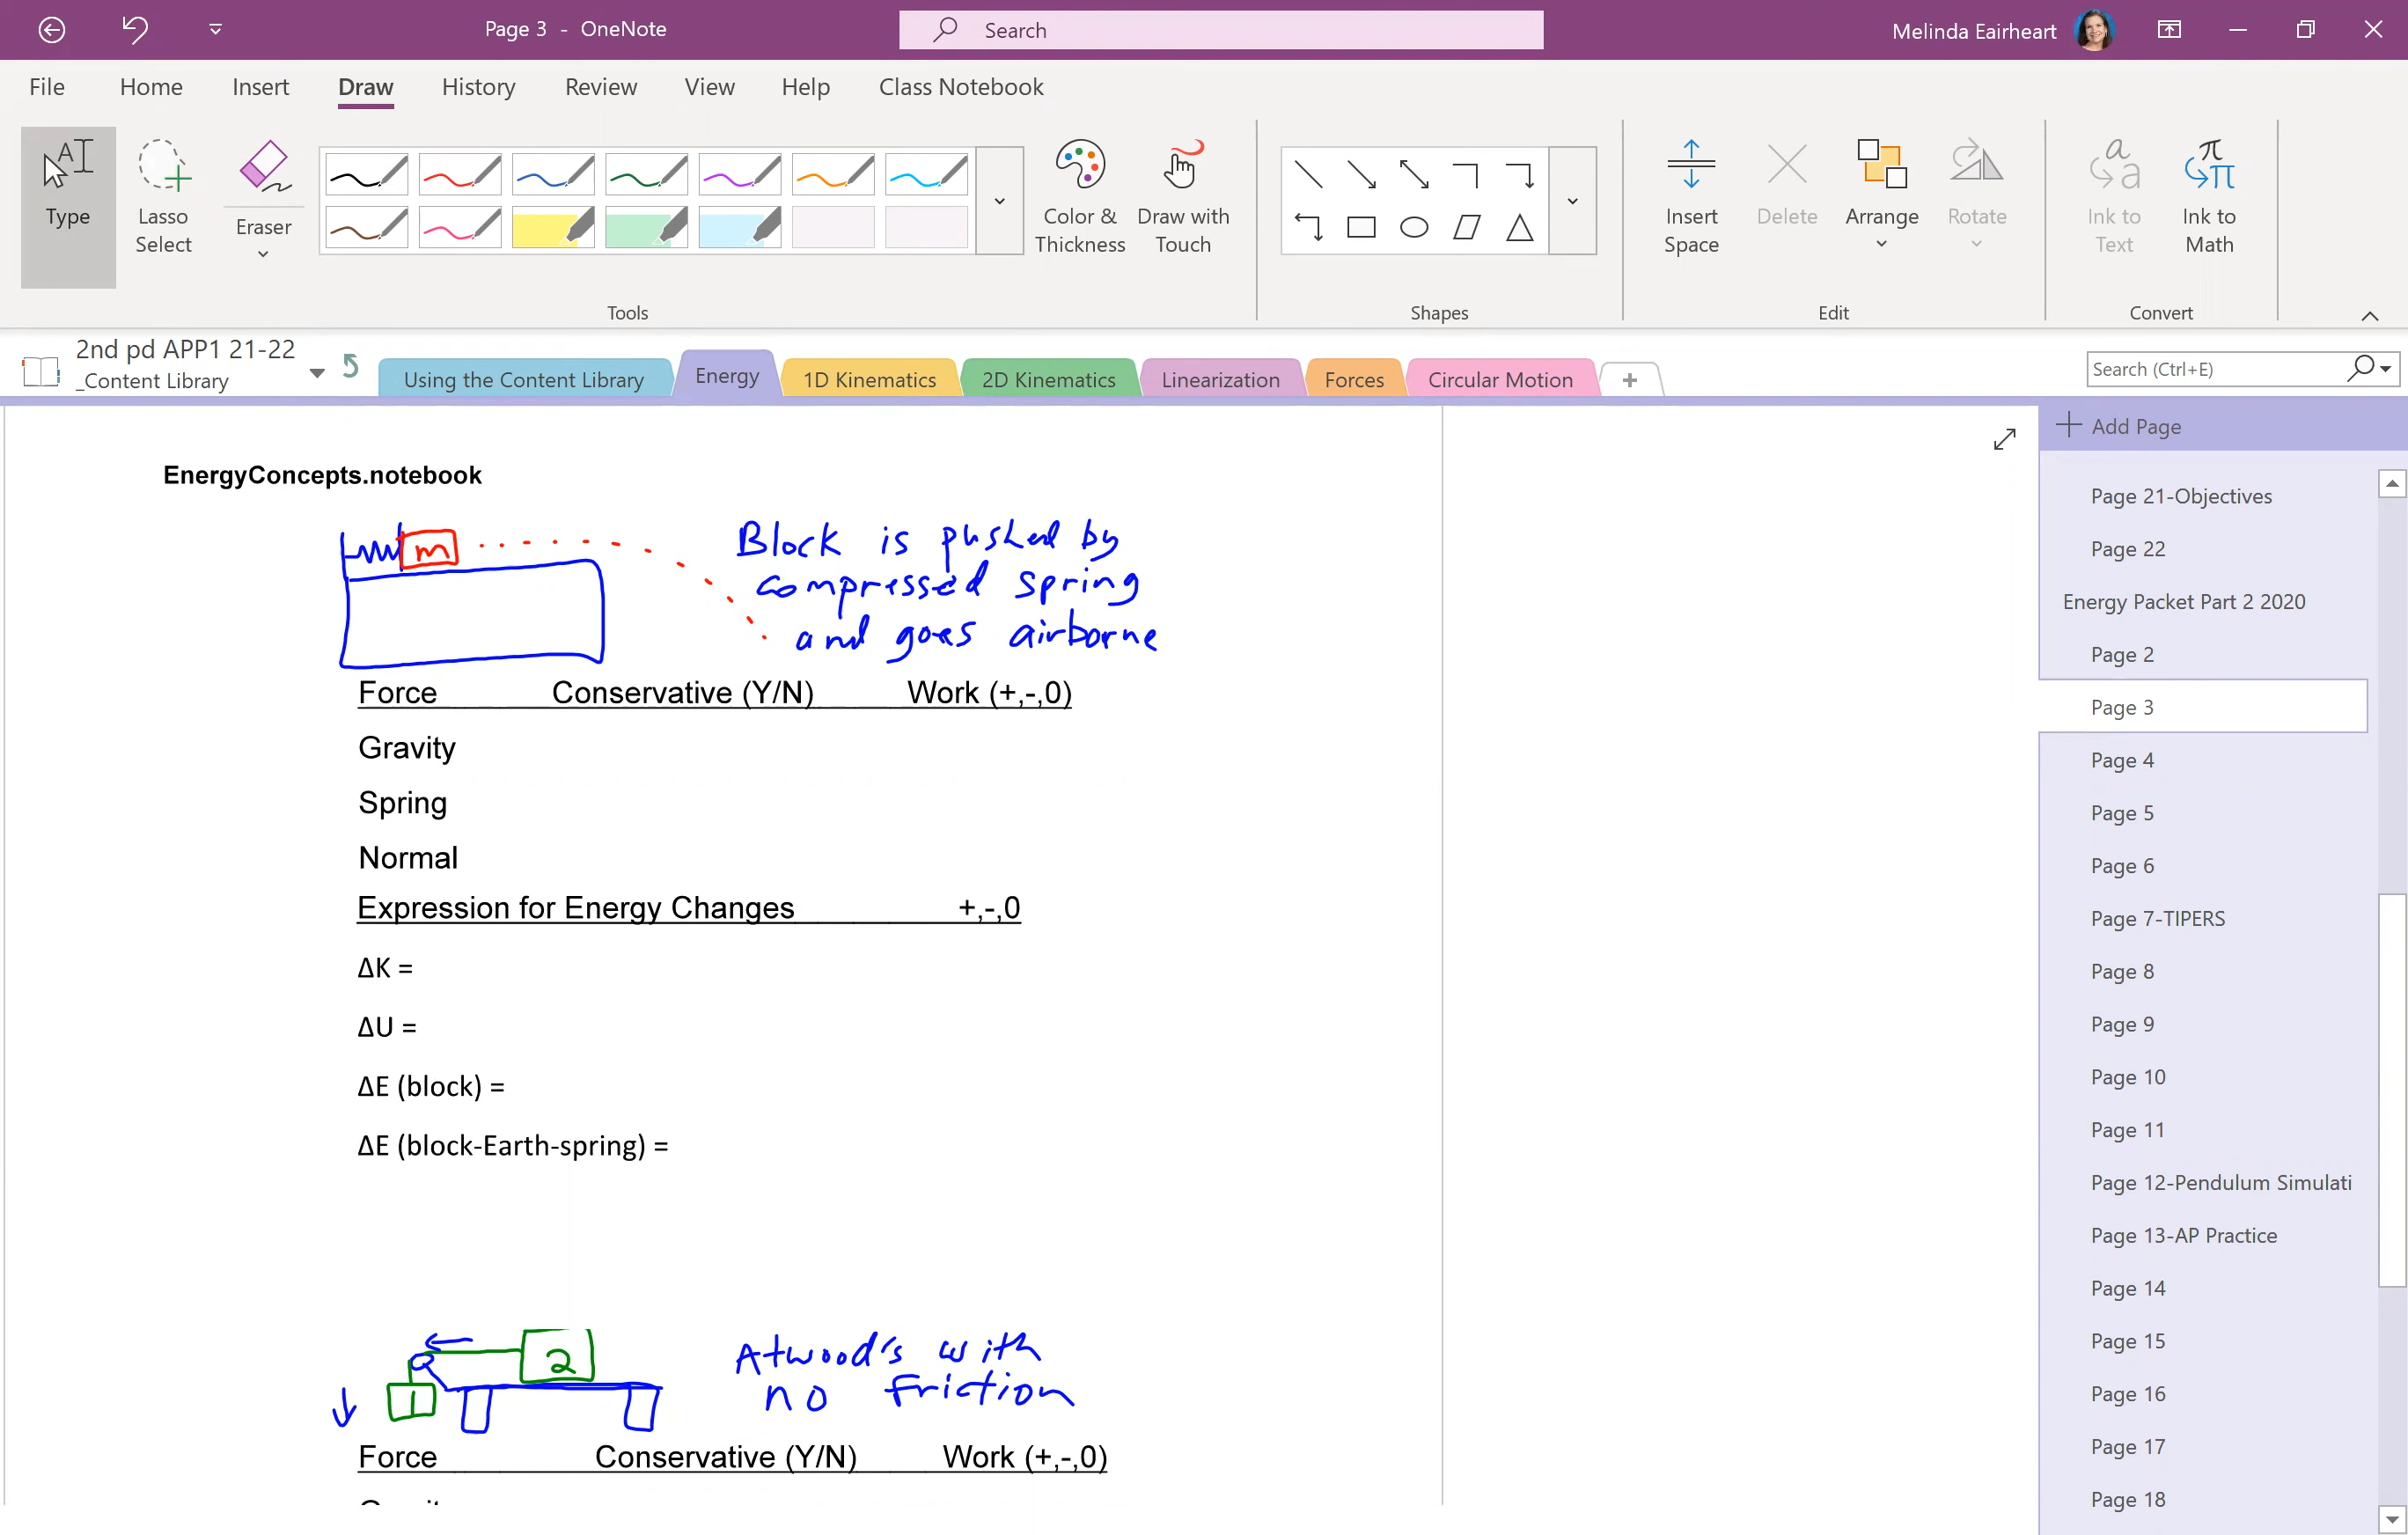 Page 3 - OneNote
Search
Melinda Eairheart
File Home Insert Draw History Review View Help Class Notebook
Type
Lasso Select
Eraser
Color & Thickness
Draw with Touch
Insert Space
Delete
Arrange
Rotate
Ink to Text
Ink to Math
Tools
Shapes
Edit
Convert
2nd pd APP1 21-22
_Content Library
Using the Content Library
Energy
1D Kinematics
2D Kinematics
Linearization
Forces
Circular Motion
Search (Ctrl+E)
EnergyConcepts.notebook
m
Block is pushed by
compressed spring
and goes airborne
Force Conservative (Y/N) Work (+,-,0)
Gravity
Spring
Normal
Expression for Energy Changes +,-,0
ΔK =
ΔU =
ΔE (block) =
ΔE (block-Earth-spring) =
2
1
Atwood's with
no friction
Force Conservative (Y/N) Work (+,-,0)
Add Page
Page 21-Objectives
Page 22
Energy Packet Part 2 2020
Page 2
Page 3
Page 4
Page 5
Page 6
Page 7-TIPERS
Page 8
Page 9
Page 10
Page 11
Page 12-Pendulum Simulati
Page 13-AP Practice
Page 14
Page 15
Page 16
Page 17
Page 18